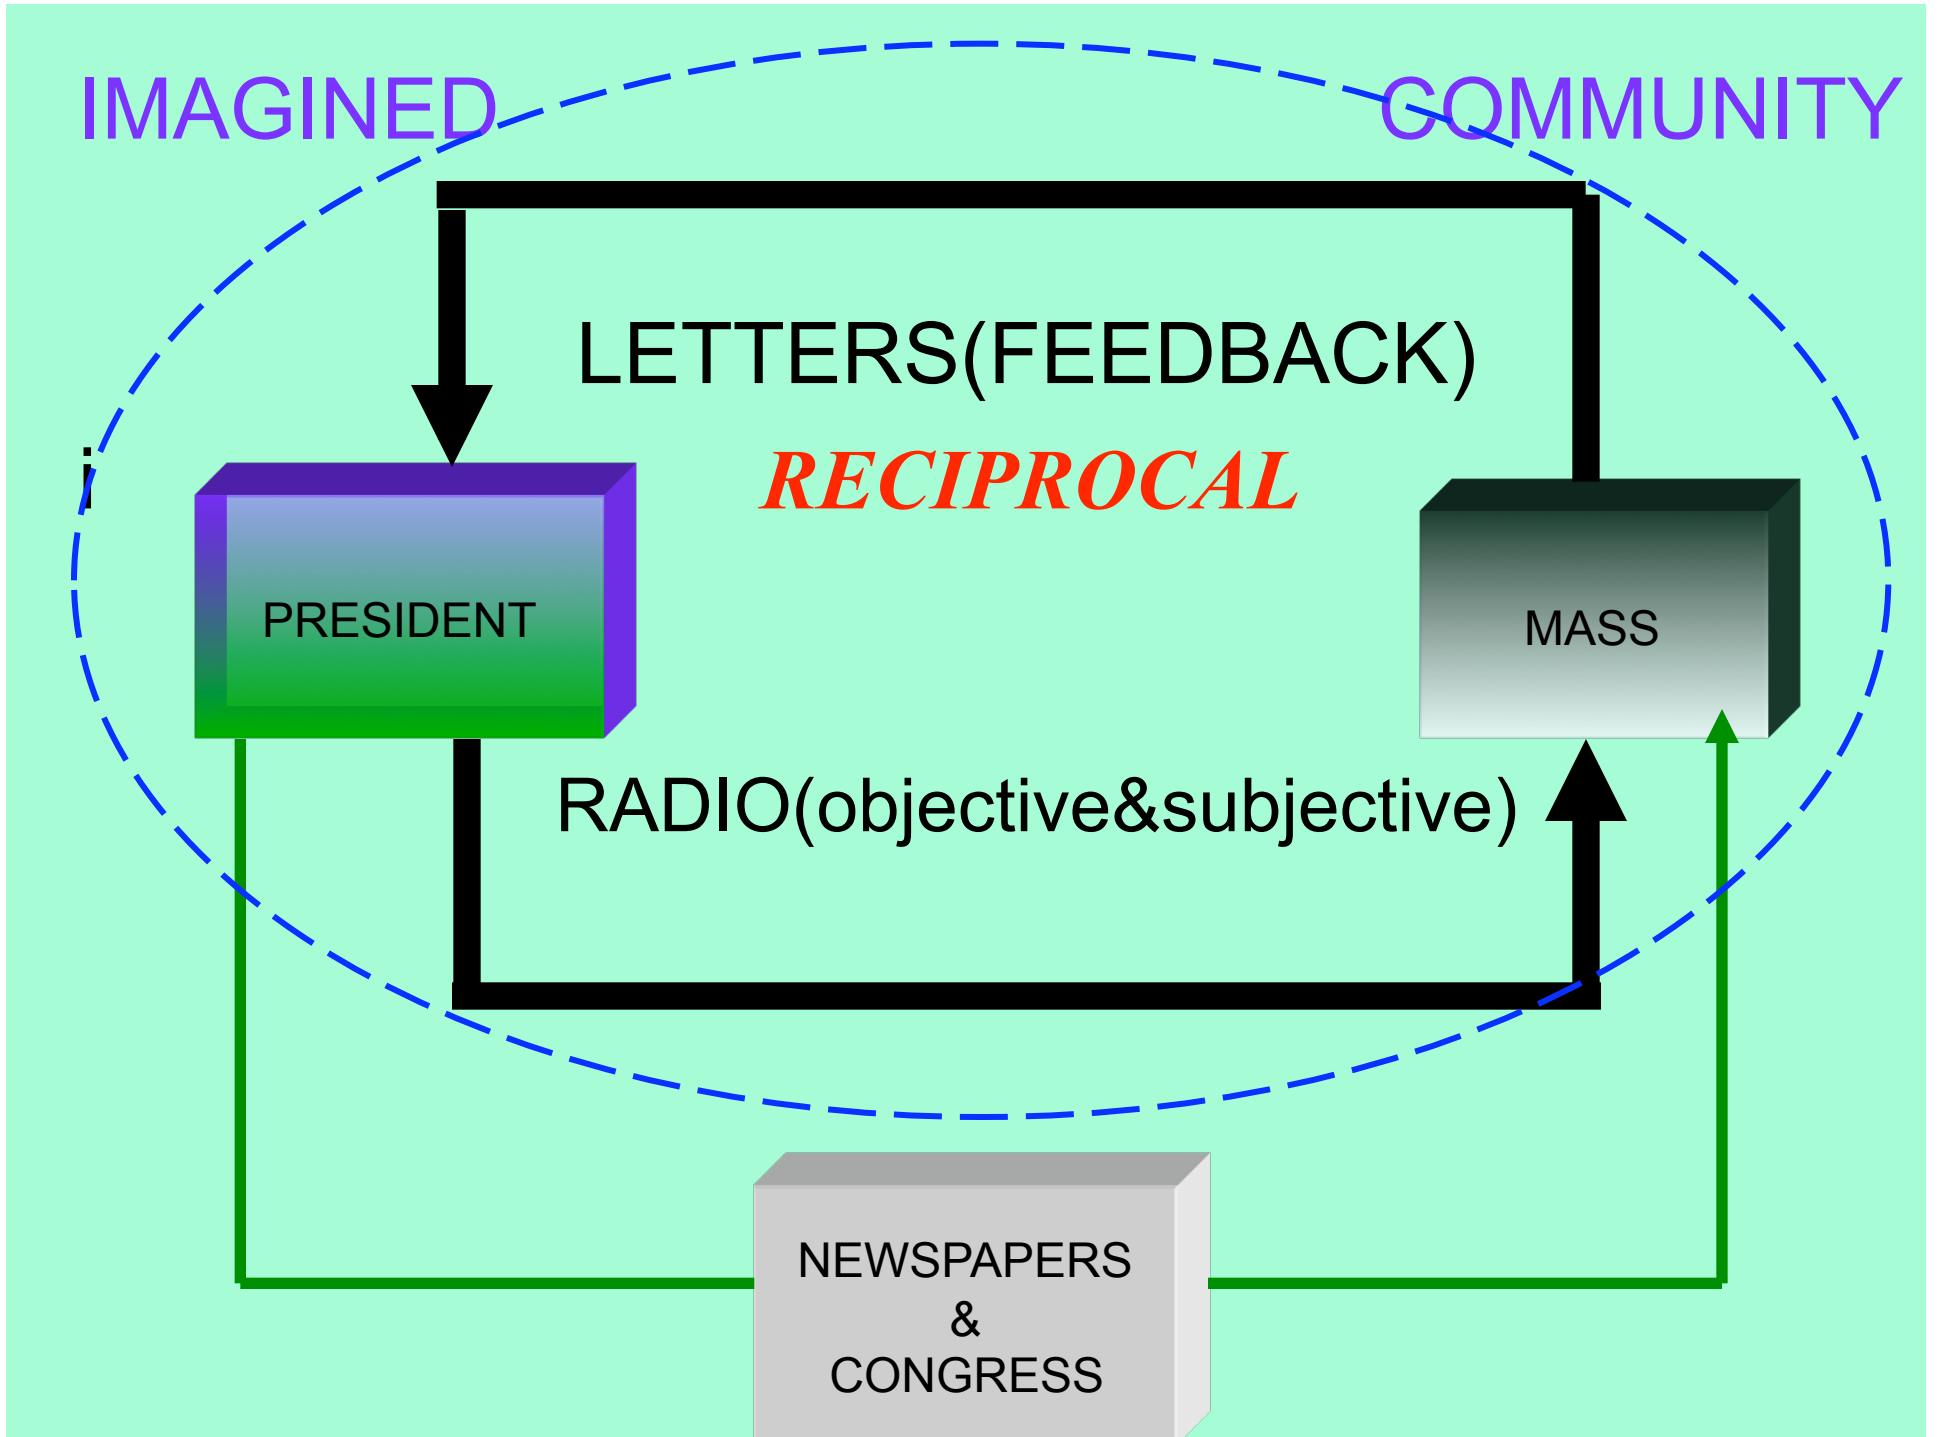 IMAGINED COMMUNITY
LETTERS(FEEDBACK)
i
RECIPROCAL
PRESIDENT
MASS
RADIO(objective&subjective)
NEWSPAPERS
&
CONGRESS